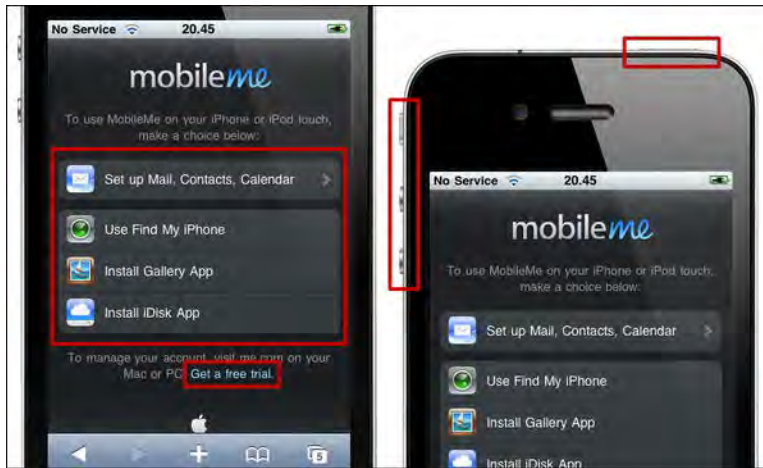 No Service 20.45
mobileme
To use MobileMe on your iPhone or iPod touch,
make a choice below:
Set up Mail, Contacts, Calendar
Use Find My iPhone
Install Gallery App
Install iDisk App
To manage your account, visit me.com on your
Mac or PC. Get a free trial.
5
No Service 20.45
mobileme
To use MobileMe on your iPhone or iPod touch,
make a choice below:
Set up Mail, Contacts, Calendar
Use Find My iPhone
Install Gallery App
Install iDisk App